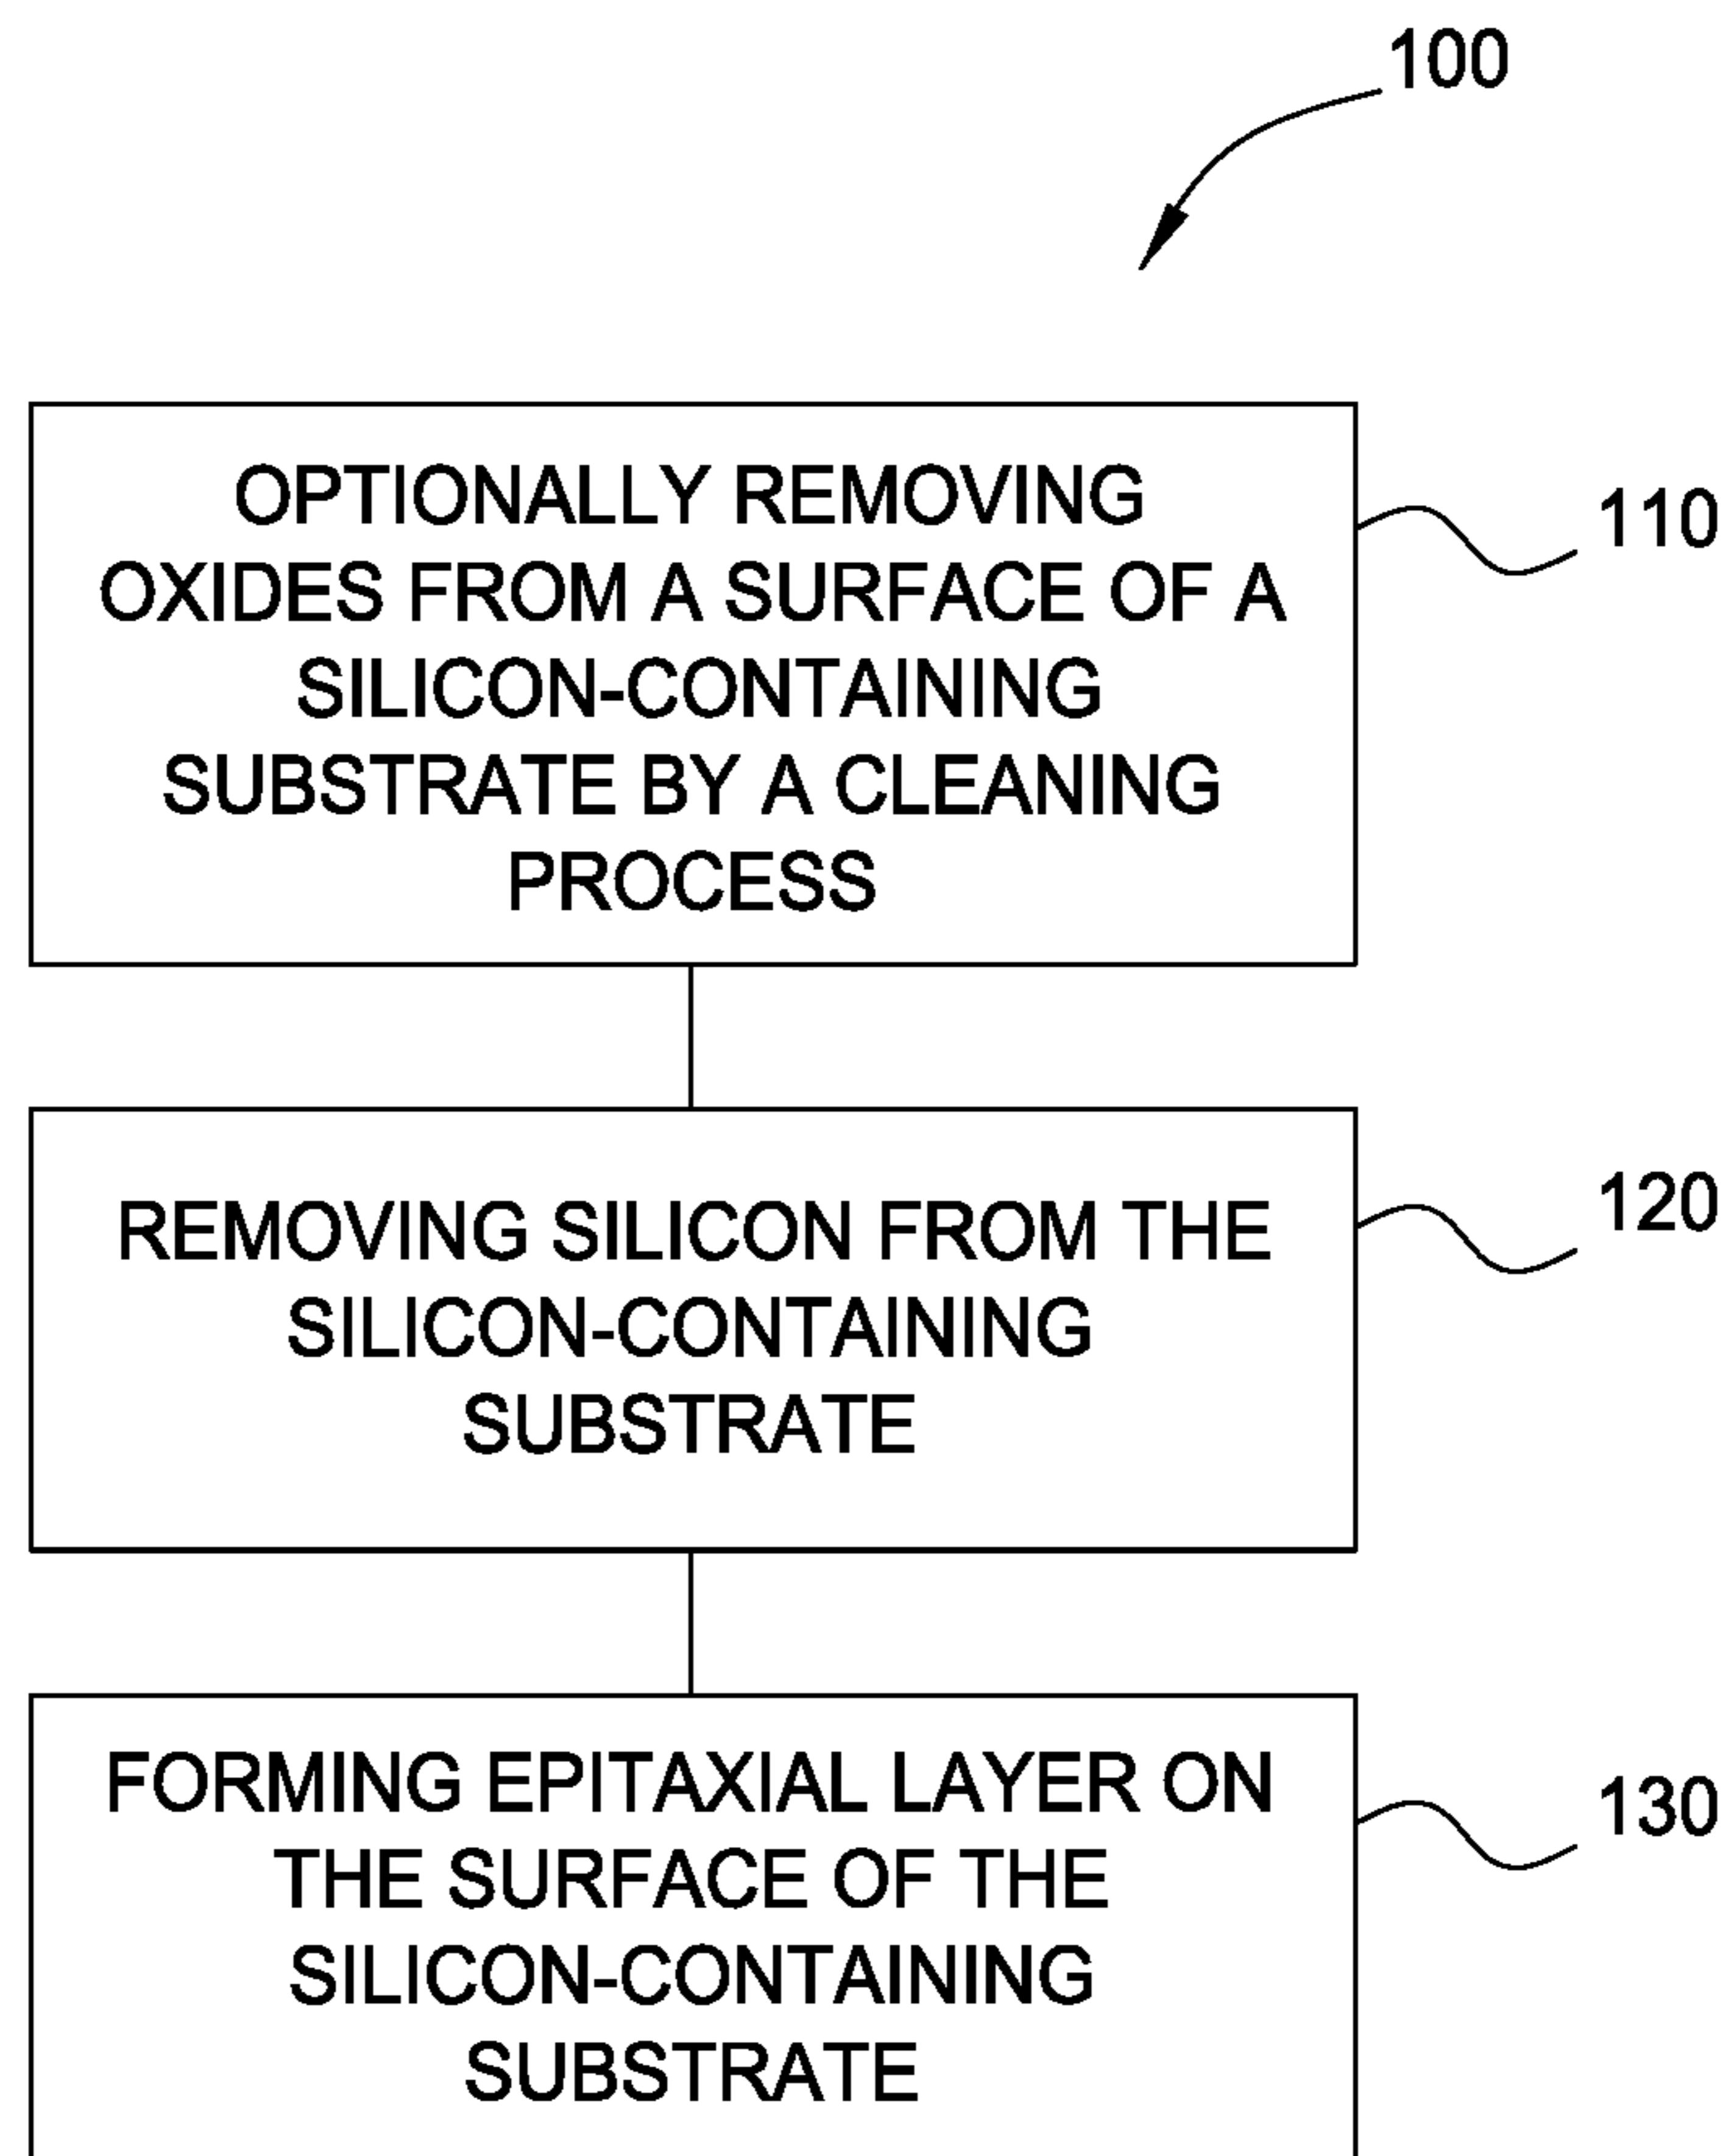 100
OPTIONALLY REMOVING
OXIDES FROM A SURFACE OF A
SILICON-CONTAINING
SUBSTRATE BY A CLEANING
PROCESS
110
REMOVING SILICON FROM THE
SILICON-CONTAINING
SUBSTRATE
120
FORMING EPITAXIAL LAYER ON
THE SURFACE OF THE
SILICON-CONTAINING
SUBSTRATE
130